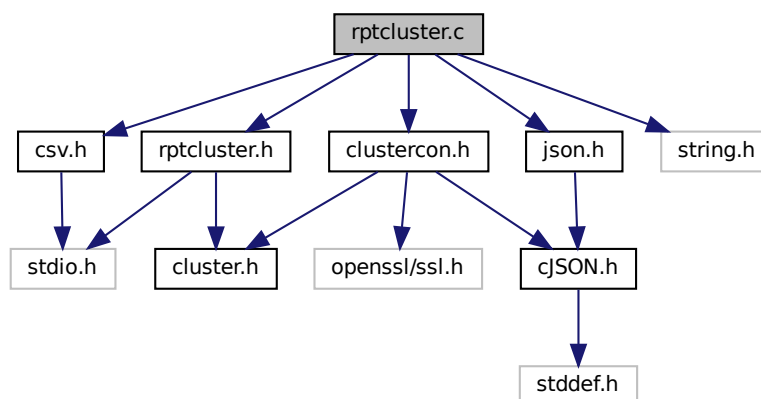 rptcluster.c
csv.h
rptcluster.h
clustercon.h
json.h
string.h
stdio.h
cluster.h
openssl/ssl.h
cJSON.h
stddef.h